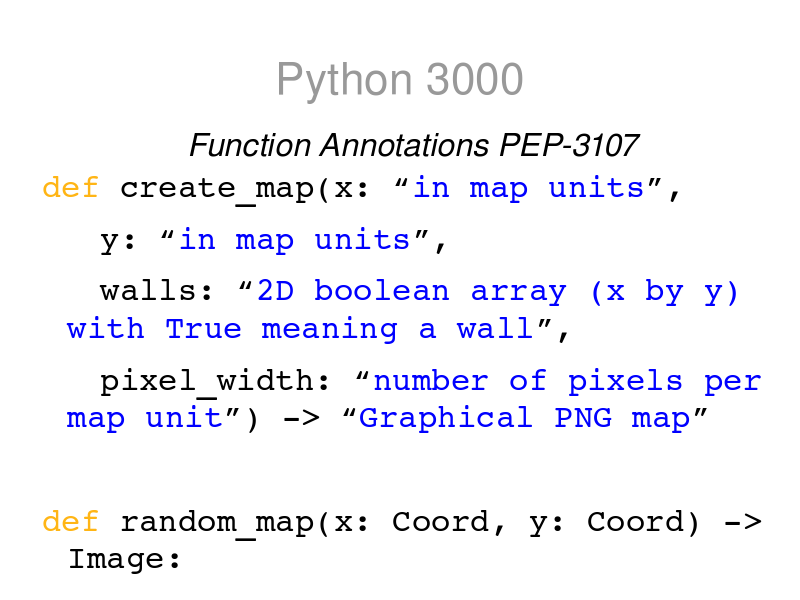 Python 3000
Function Annotations PEP-3107
def create_map(x: “in map units”,
y: “in map units”,
walls: “2D boolean array (x by y)
with True meaning a wall”,
pixel_width: “number of pixels per
map unit”) -> “Graphical PNG map”
def random_map(x: Coord, y: Coord) ->
Image: